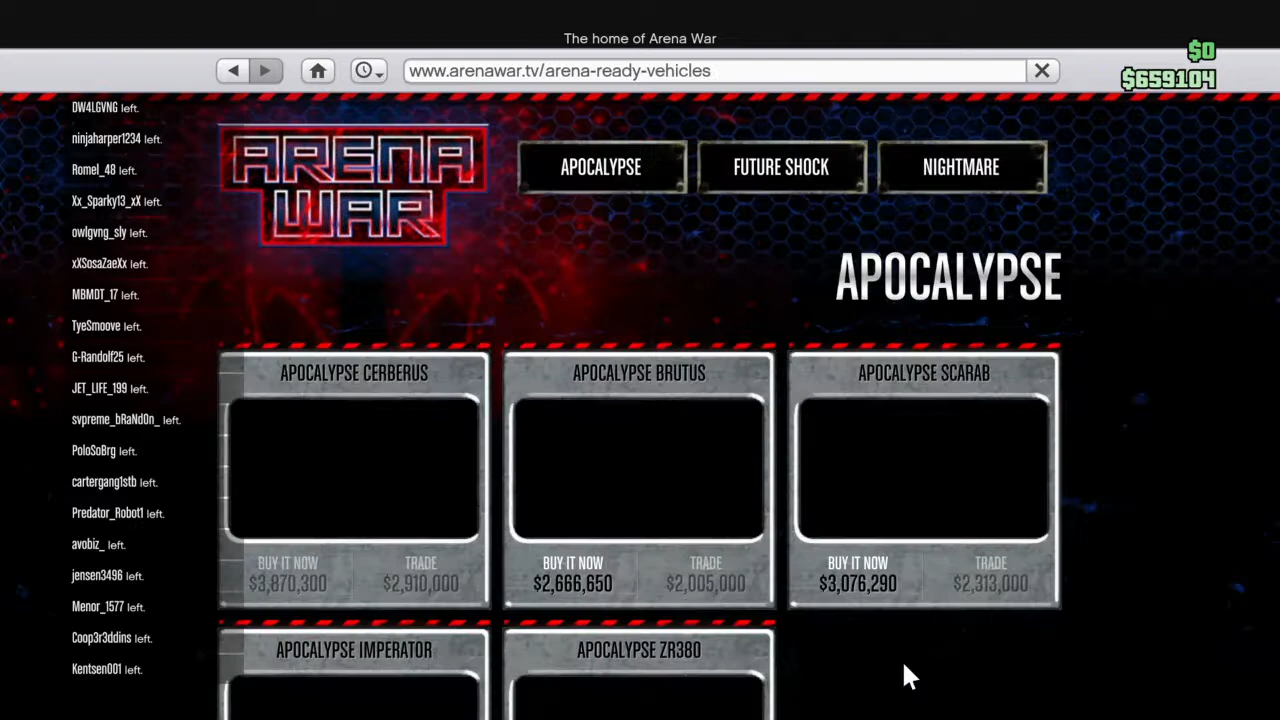 The home of Arena War
www.arenawar.tv/arena-ready-vehicles
$0
$659104
DW4LGVNG left.
ninjaharper1234 left.
Romel_48 left.
Xx_Sparky13_xX left.
owlgvng_sly left.
xXSosaZaeXx left.
MBMDT_17 left.
TyeSmoove left.
G-Randolf25 left.
JET_LIFE_199 left.
svpreme_bRaNdOn_ left.
PoloSoBrg left.
cartergang1stb left.
Predator_Robot1 left.
avobiz_ left.
jensen3496 left.
Menor_1577 left.
Coop3r3ddins left.
Kentsen001 left.
ARENA
WAR
APOCALYPSE
FUTURE SHOCK
NIGHTMARE
APOCALYPSE
APOCALYPSE CERBERUS
BUY IT NOW
$3,870,300
TRADE
$2,910,000
APOCALYPSE BRUTUS
BUY IT NOW
$2,666,650
TRADE
$2,005,000
APOCALYPSE SCARAB
BUY IT NOW
$3,076,290
TRADE
$2,313,000
APOCALYPSE IMPERATOR
APOCALYPSE ZR380